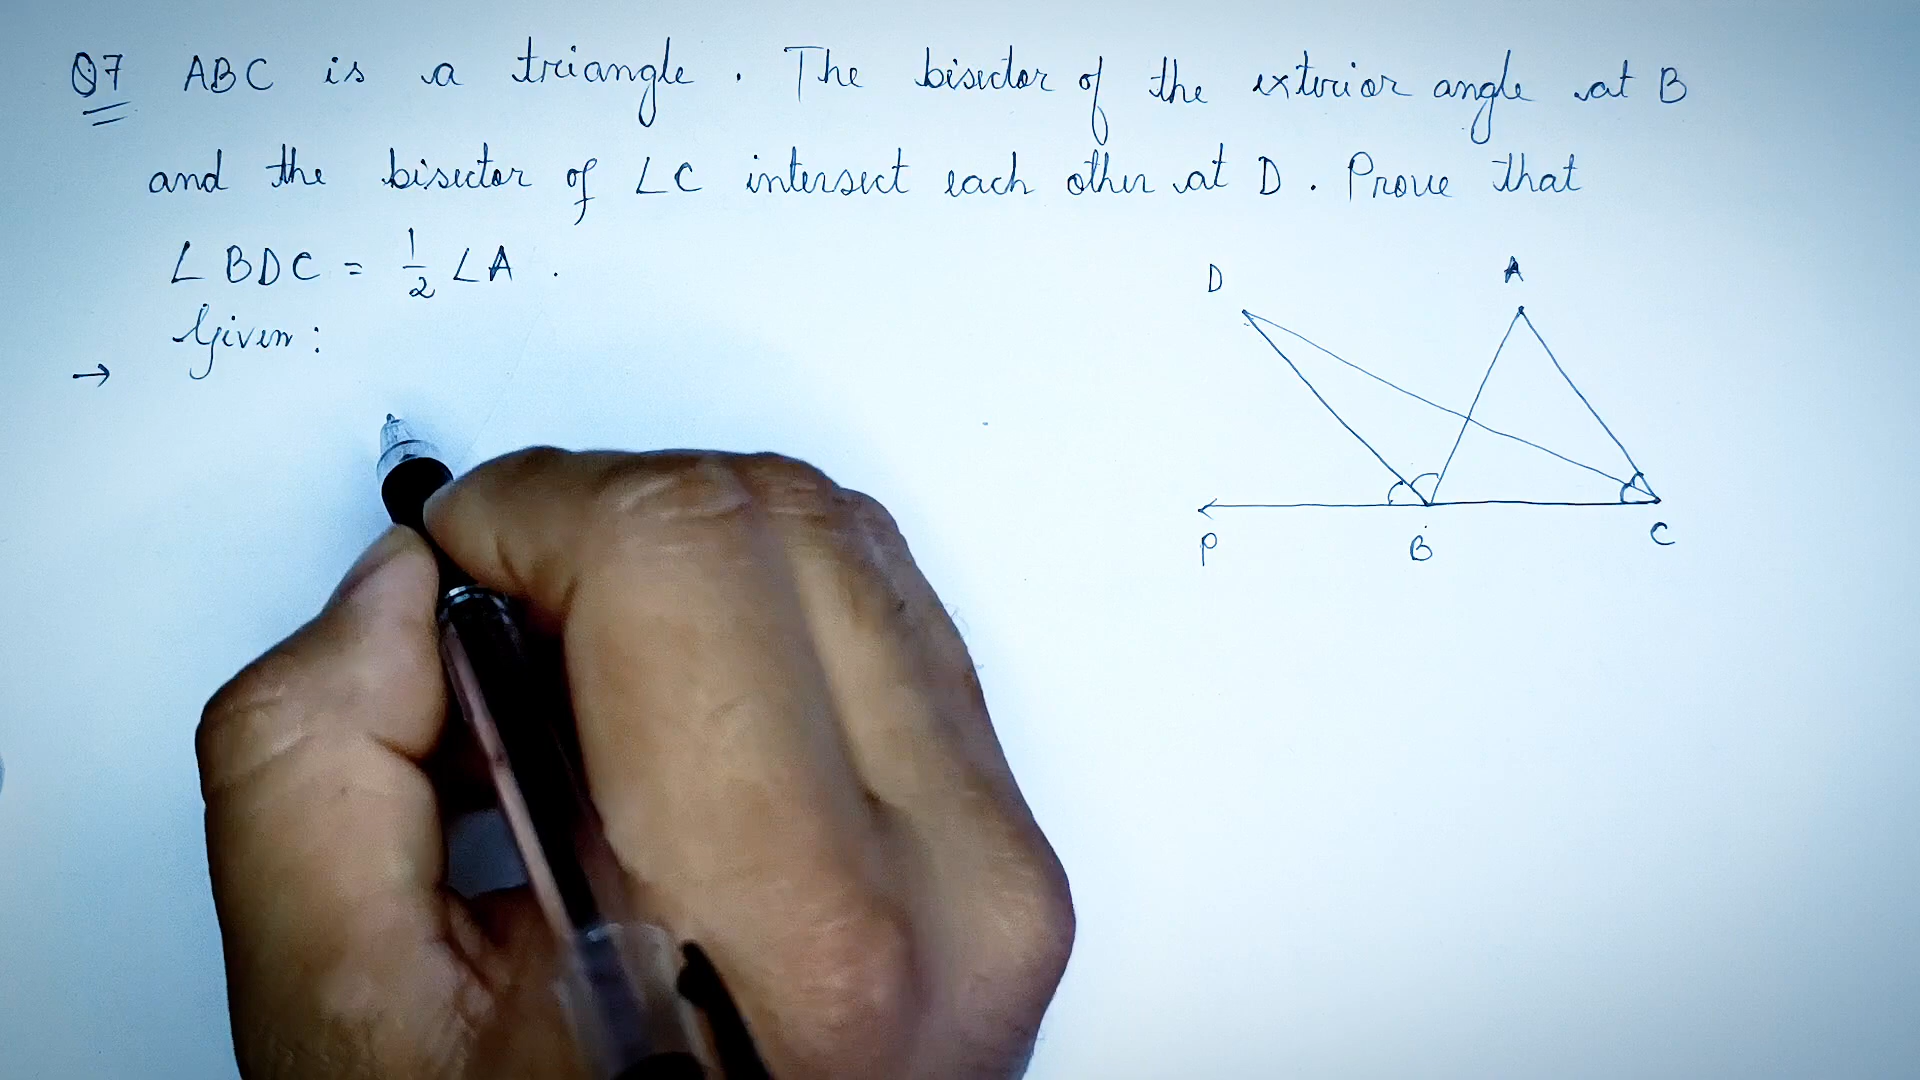 Q7 ABC is a triangle . The bisector of the exterior angle at B
and the bisector of ∠C intersect each other at D . Prove that
∠BDC = 1/2 ∠A .
Given :
→
D A
P B C